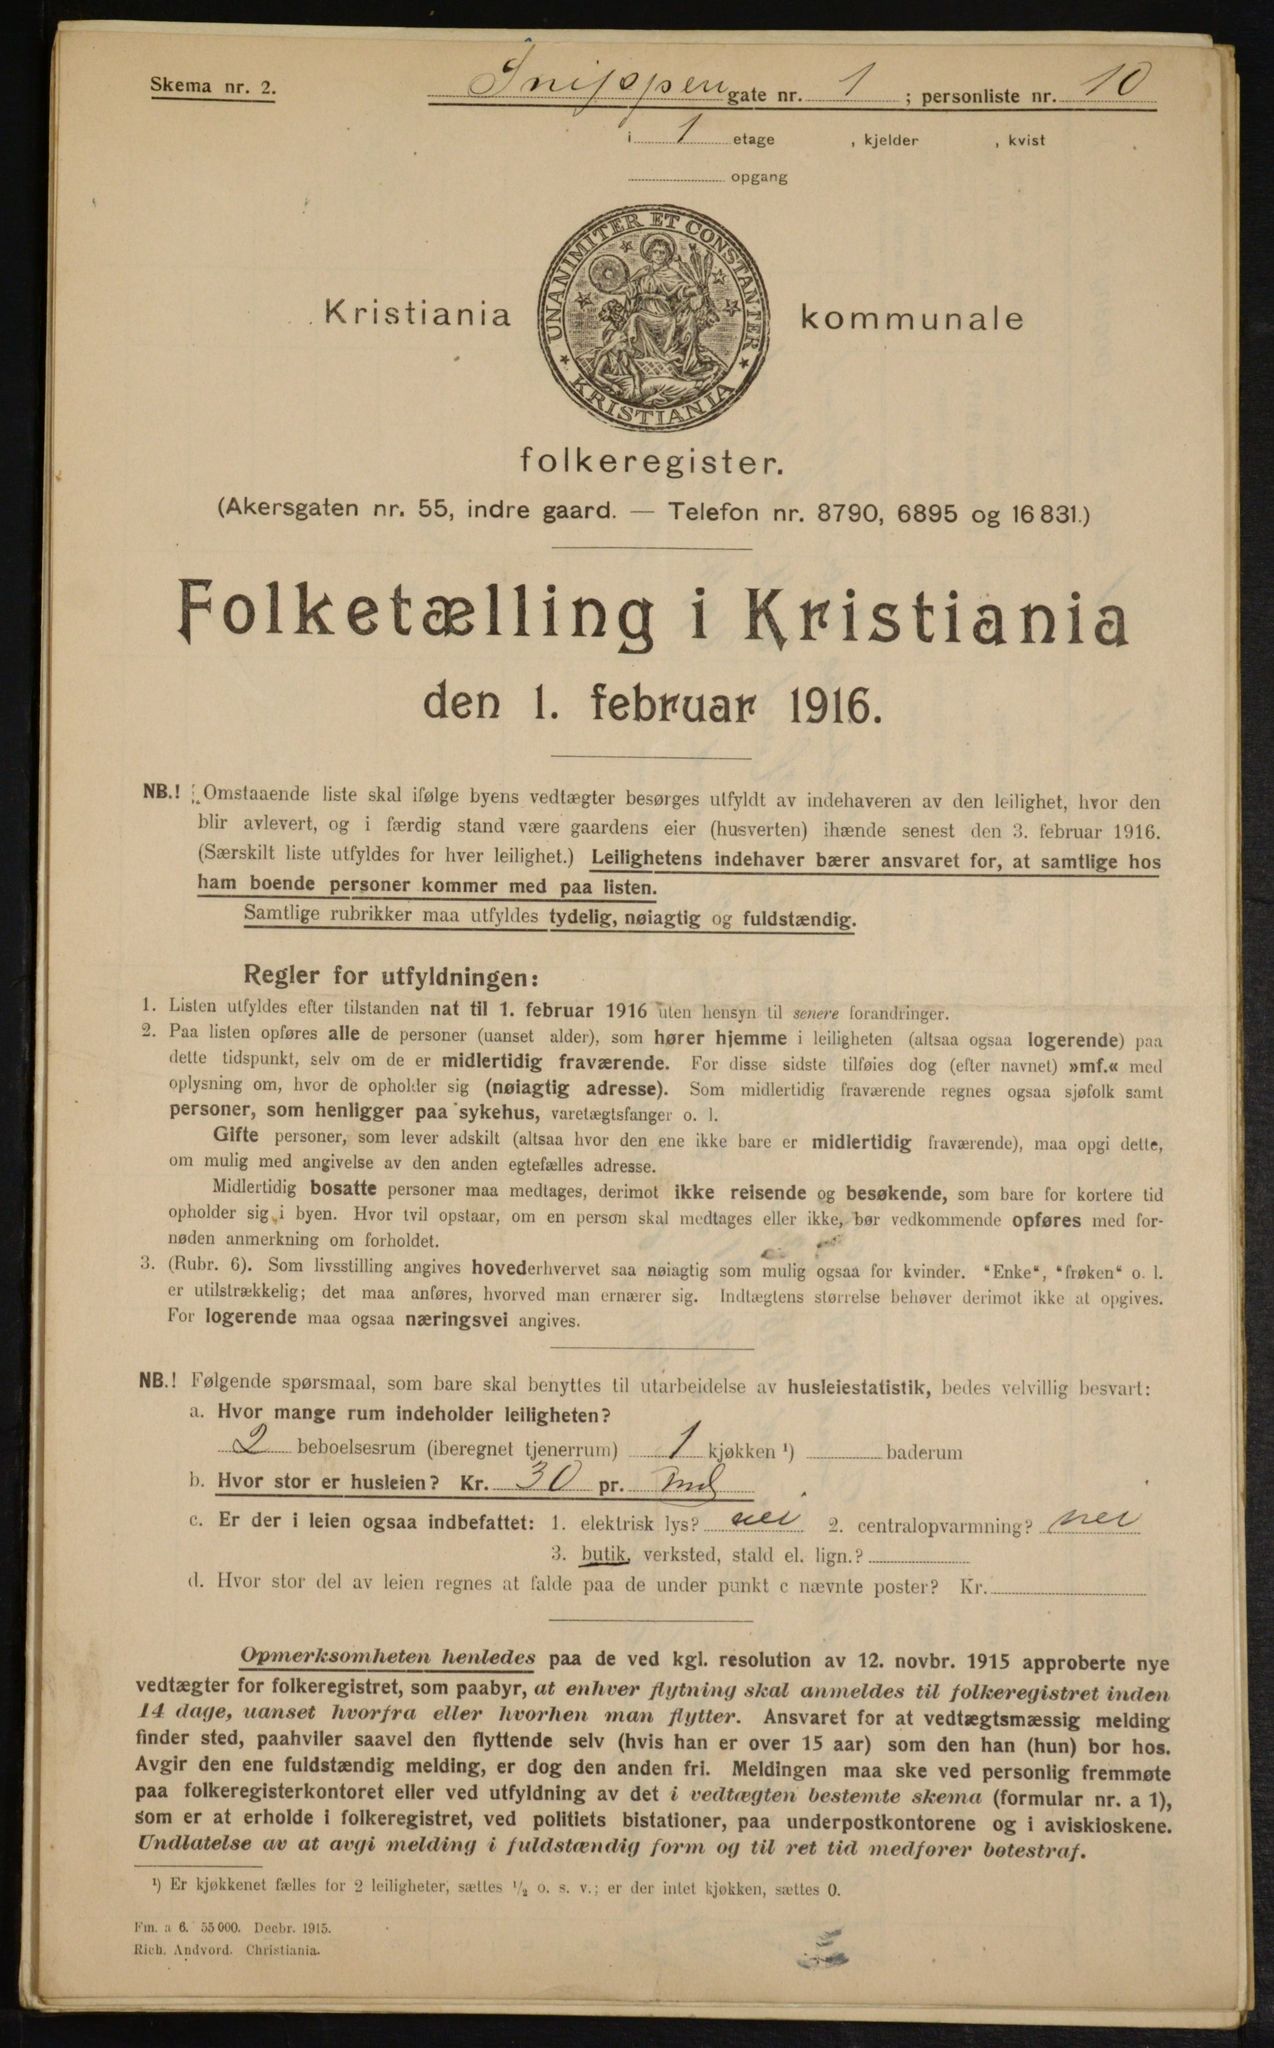 Skema nr. 2.
Snippen gate nr. 1 ; personliste nr. 10
i 1 etage , kjelder , kvist
opgang
UNANIMITER ET CONSTANTER
KRISTIANIA
Kristiania kommunale
folkeregister.
(Akersgaten nr. 55, indre gaard. — Telefon nr. 8790, 6895 og 16 831.)
Folketælling i Kristiania
den 1. februar 1916.
NB.! Omstaaende liste skal ifølge byens vedtægter besørges utfyldt av indehaveren av den leilighet, hvor den
blir avlevert, og i færdig stand være gaardens eier (husverten) ihænde senest den 3. februar 1916.
(Særskilt liste utfyldes for hver leilighet.) Leilighetens indehaver bærer ansvaret for, at samtlige hos
ham boende personer kommer med paa listen.
Samtlige rubrikker maa utfyldes tydelig, nøiagtig og fuldstændig.
Regler for utfyldningen:
1. Listen utfyldes efter tilstanden nat til 1. februar 1916 uten hensyn til senere forandringer.
2. Paa listen opføres alle de personer (uanset alder), som hører hjemme i leiligheten (altsaa ogsaa logerende) paa
dette tidspunkt, selv om de er midlertidig fraværende. For disse sidste tilføies dog (efter navnet) »mf.« med
oplysning om, hvor de opholder sig (nøiagtig adresse). Som midlertidig fraværende regnes ogsaa sjøfolk samt
personer, som henligger paa sykehus, varetægtsfanger o. l.
Gifte personer, som lever adskilt (altsaa hvor den ene ikke bare er midlertidig fraværende), maa opgi dette,
om mulig med angivelse av den anden egtefælles adresse.
Midlertidig bosatte personer maa medtages, derimot ikke reisende og besøkende, som bare for kortere tid
opholder sig i byen. Hvor tvil opstaar, om en person skal medtages eller ikke, bør vedkommende opføres med for-
nøden anmerkning om forholdet.
3. (Rubr. 6). Som livsstilling angives hovederhvervet saa nøiagtig som mulig ogsaa for kvinder. "Enke", "frøken" o. l.
er utilstrækkelig; det maa anføres, hvorved man ernærer sig. Indtægtens størrelse behøver derimot ikke at opgives.
For logerende maa ogsaa næringsvei angives.
NB.! Følgende spørsmaal, som bare skal benyttes til utarbeidelse av husleiestatistik, bedes velvillig besvart:
a. Hvor mange rum indeholder leiligheten?
2 beboelsesrum (iberegnet tjenerrum) 1 kjøkken ¹) baderum
b. Hvor stor er husleien? Kr. 30 pr. Md
c. Er der i leien ogsaa indbefattet: 1. elektrisk lys? nei 2. centralopvarmning? nei
3. butik, verksted, stald el. lign.?
d. Hvor stor del av leien regnes at falde paa de under punkt c nævnte poster? Kr.
Opmerksomheten henledes paa de ved kgl. resolution av 12. novbr. 1915 approberte nye
vedtægter for folkeregistret, som paabyr, at enhver flytning skal anmeldes til folkeregistret inden
14 dage, uanset hvorfra eller hvorhen man flytter. Ansvaret for at vedtægtsmæssig melding
finder sted, paahviler saavel den flyttende selv (hvis han er over 15 aar) som den han (hun) bor hos.
Avgir den ene fuldstændig melding, er dog den anden fri. Meldingen maa ske ved personlig fremmøte
paa folkeregisterkontoret eller ved utfyldning av det i vedtægten bestemte skema (formular nr. a 1),
som er at erholde i folkeregistret, ved politiets bistationer, paa underpostkontorene og i aviskioskene.
Undlatelse av at avgi melding i fuldstændig form og til ret tid medfører bøtestraf.
¹) Er kjøkkenet fælles for 2 leiligheter, sættes ½ o. s. v.; er der intet kjøkken, sættes 0.
Fm. a 6. 55 000. Decbr. 1915.
Rich. Andvord. Christiania.